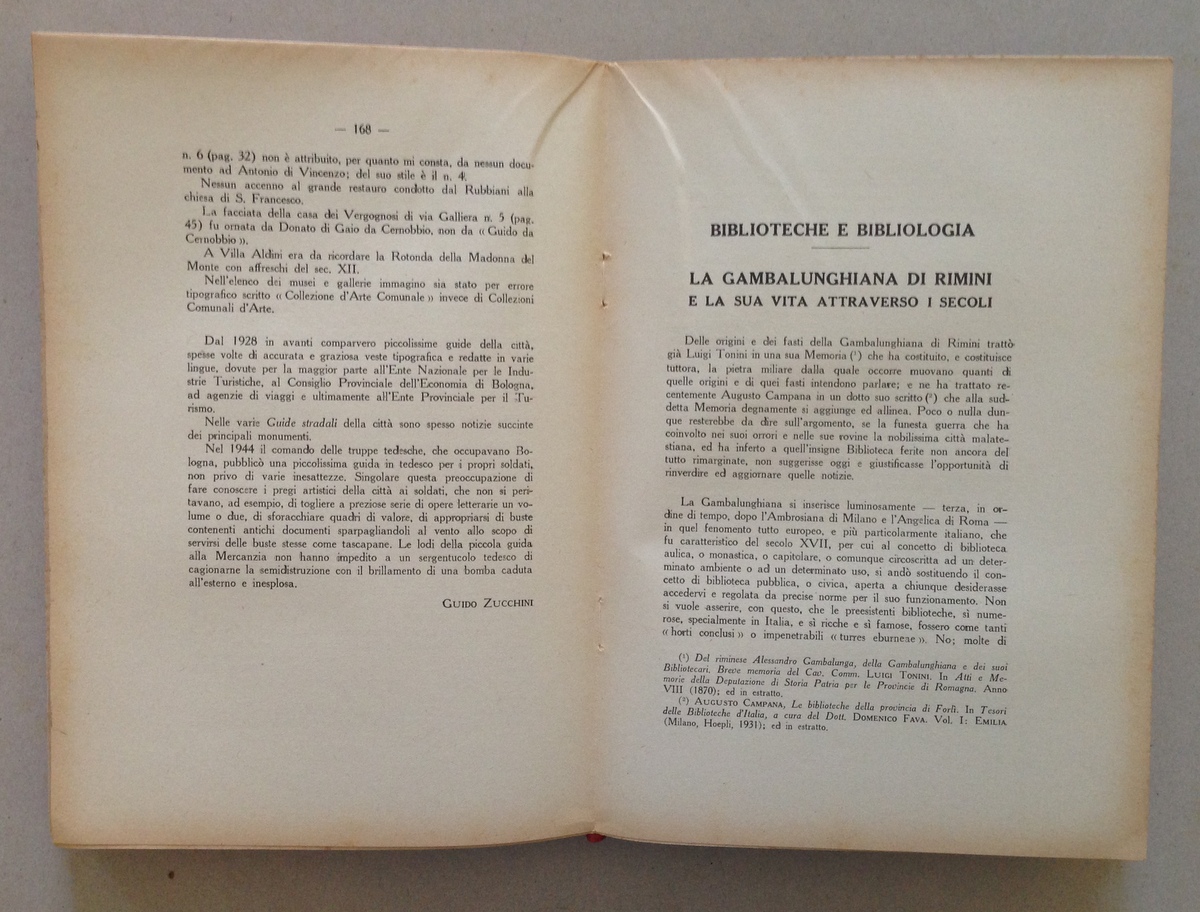 — 168 —
n. 6 (pag. 32) non è attribuito, per quanto mi consta, da nessun docu-
mento ad Antonio di Vincenzo; del suo stile è il n. 4.
Nessun accenno al grande restauro condotto dal Rubbiani alla
chiesa di S. Francesco.
La facciata della casa dei Vergognosi di via Galliera n. 5 (pag.
45) fu ornata da Donato di Gaio da Cernobbio, non da « Guido da
Cernobbio ».
A Villa Aldini era da ricordare la Rotonda della Madonna del
Monte con affreschi del sec. XII.
Nell'elenco dei musei e gallerie immagino sia stato per errore
tipografico scritto « Collezione d'Arte Comunale » invece di Collezioni
Comunali d'Arte.
Dal 1928 in avanti comparvero piccolissime guide della città,
spesse volte di accurata e graziosa veste tipografica e redatte in varie
lingue, dovute per la maggior parte all'Ente Nazionale per le Indu-
strie Turistiche, al Consiglio Provinciale dell'Economia di Bologna,
ad agenzie di viaggi e ultimamente all'Ente Provinciale per il Tu-
rismo.
Nelle varie Guide stradali della città sono spesso notizie succinte
dei principali monumenti.
Nel 1944 il comando delle truppe tedesche, che occupavano Bo-
logna, pubblicò una piccolissima guida in tedesco per i propri soldati,
non privo di varie inesattezze. Singolare questa preoccupazione di
fare conoscere i pregi artistici della città ai soldati, che non si peri-
tavano, ad esempio, di togliere a preziose serie di opere letterarie un vo-
lume o due, di sforacchiare quadri di valore, di appropriarsi di buste
contenenti antichi documenti sparpagliandoli al vento allo scopo di
servirsi delle buste stesse come tascapane. Le lodi della piccola guida
alla Mercanzia non hanno impedito a un sergentucolo tedesco di
cagionarne la semidistruzione con il brillamento di una bomba caduta
all'esterno e inesplosa.
GUIDO ZUCCHINI
BIBLIOTECHE E BIBLIOLOGIA
LA GAMBALUNGHIANA DI RIMINI
E LA SUA VITA ATTRAVERSO I SECOLI
Delle origini e dei fasti della Gambalunghiana di Rimini trattò
già Luigi Tonini in una sua Memoria (¹) che ha costituito, e costituisce
tuttora, la pietra miliare dalla quale occorre muovano quanti di
quelle origini e di quei fasti intendono parlare; e ne ha trattato re-
centemente Augusto Campana in un dotto suo scritto (²) che alla sud-
detta Memoria degnamente si aggiunge ed allinea. Poco o nulla dun-
que resterebbe da dire sull'argomento, se la funesta guerra che ha
coinvolto nei suoi orrori e nelle sue rovine la nobilissima città malate-
stiana, ed ha inferto a quell'insigne Biblioteca ferite non ancora del
tutto rimarginate, non suggerisse oggi e giustificasse l'opportunità di
rinverdire ed aggiornare quelle notizie.
La Gambalunghiana si inserisce luminosamente — terza, in or-
dine di tempo, dopo l'Ambrosiana di Milano e l'Angelica di Roma —
in quel fenomeno tutto europeo, e più particolarmente italiano, che
fu caratteristico del secolo XVII, per cui al concetto di biblioteca
aulica, o monastica, o capitolare, o comunque circoscritta ad un deter-
minato ambiente o ad un determinato uso, si andò sostituendo il con-
cetto di biblioteca pubblica, o civica, aperta a chiunque desiderasse
accedervi e regolata da precise norme per il suo funzionamento. Non
si vuole asserire, con questo, che le preesistenti biblioteche, sì nume-
rose, specialmente in Italia, e sì ricche e sì famose, fossero come tanti
« horti conclusi » o impenetrabili « turres eburneae ». No; molte di
(¹) Del riminese Alessandro Gambalunga, della Gambalunghiana e dei suoi
Bibliotecari. Breve memoria del Cav. Comm. LUIGI TONINI. In Atti e Me-
morie della Deputazione di Storia Patria per le Provincie di Romagna. Anno
VIII (1870); ed in estratto.
(²) AUGUSTO CAMPANA, Le biblioteche della provincia di Forlì. In Tesori
delle Biblioteche d'Italia, a cura del Dott. DOMENICO FAVA. Vol. I: EMILIA
(Milano, Hoepli, 1931); ed in estratto.